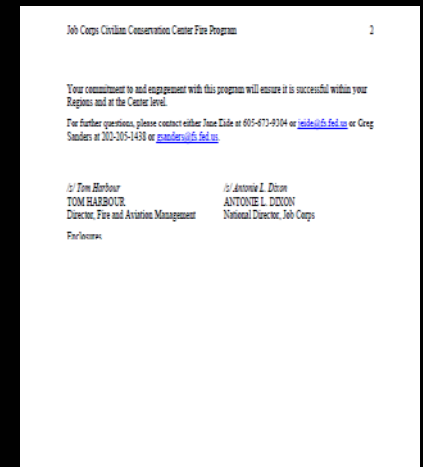 Job Corps Civilian Conservation Center Fire Program 2
Your commitment to and engagement with this program will ensure it is successful within your
Regions and at the Center level.
For further questions, please contact either Jane Eide at 605-673-9304 or jeide@fs.fed.us or Greg
Sanders at 202-205-1438 or gsanders@fs.fed.us.
/s/ Tom Harbour /s/ Antonie L. Dixon
TOM HARBOUR ANTONIE L. DIXON
Director, Fire and Aviation Management National Director, Job Corps
Enclosures